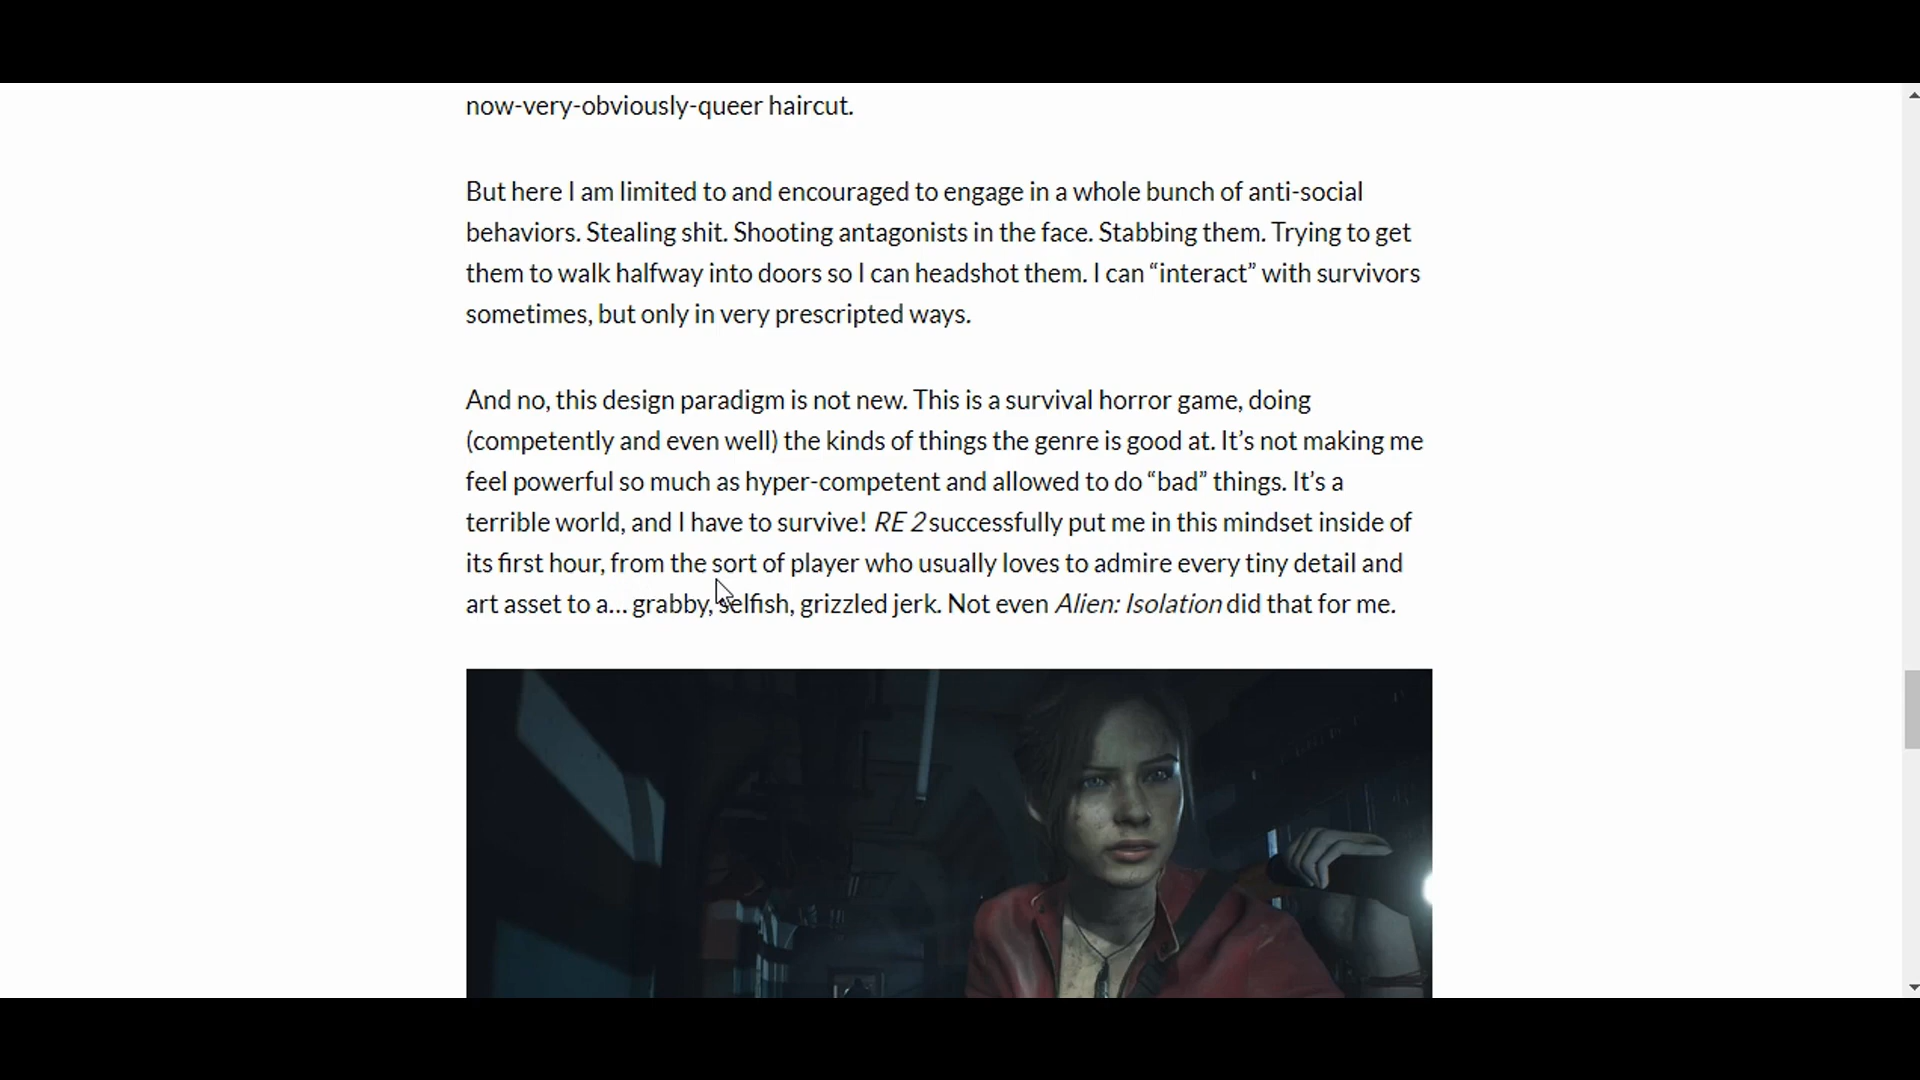 now-very-obviously-queer haircut.
But here I am limited to and encouraged to engage in a whole bunch of anti-social
behaviors. Stealing shit. Shooting antagonists in the face. Stabbing them. Trying to get
them to walk halfway into doors so I can headshot them. I can “interact” with survivors
sometimes, but only in very prescripted ways.
And no, this design paradigm is not new. This is a survival horror game, doing
(competently and even well) the kinds of things the genre is good at. It’s not making me
feel powerful so much as hyper-competent and allowed to do “bad” things. It’s a
terrible world, and I have to survive! RE 2 successfully put me in this mindset inside of
its first hour, from the sort of player who usually loves to admire every tiny detail and
art asset to a… grabby, selfish, grizzled jerk. Not even Alien: Isolation did that for me.